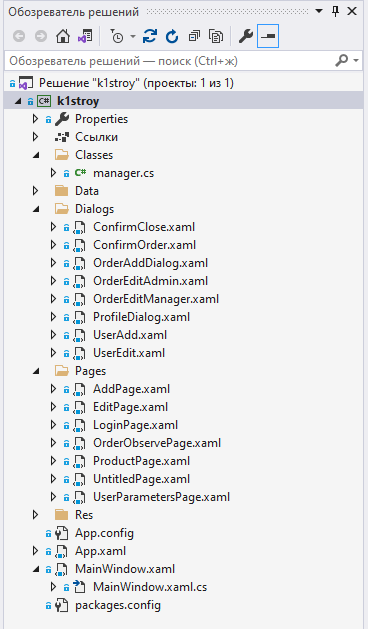 Обозреватель решений
Обозреватель решений — поиск (Ctrl+ж)
Решение "k1stroy" (проекты: 1 из 1)
C# k1stroy
Properties
Ссылки
Classes
C# manager.cs
Data
Dialogs
ConfirmClose.xaml
ConfirmOrder.xaml
OrderAddDialog.xaml
OrderEditAdmin.xaml
OrderEditManager.xaml
ProfileDialog.xaml
UserAdd.xaml
UserEdit.xaml
Pages
AddPage.xaml
EditPage.xaml
LoginPage.xaml
OrderObservePage.xaml
ProductPage.xaml
UntitledPage.xaml
UserParametersPage.xaml
Res
App.config
App.xaml
MainWindow.xaml
MainWindow.xaml.cs
packages.config